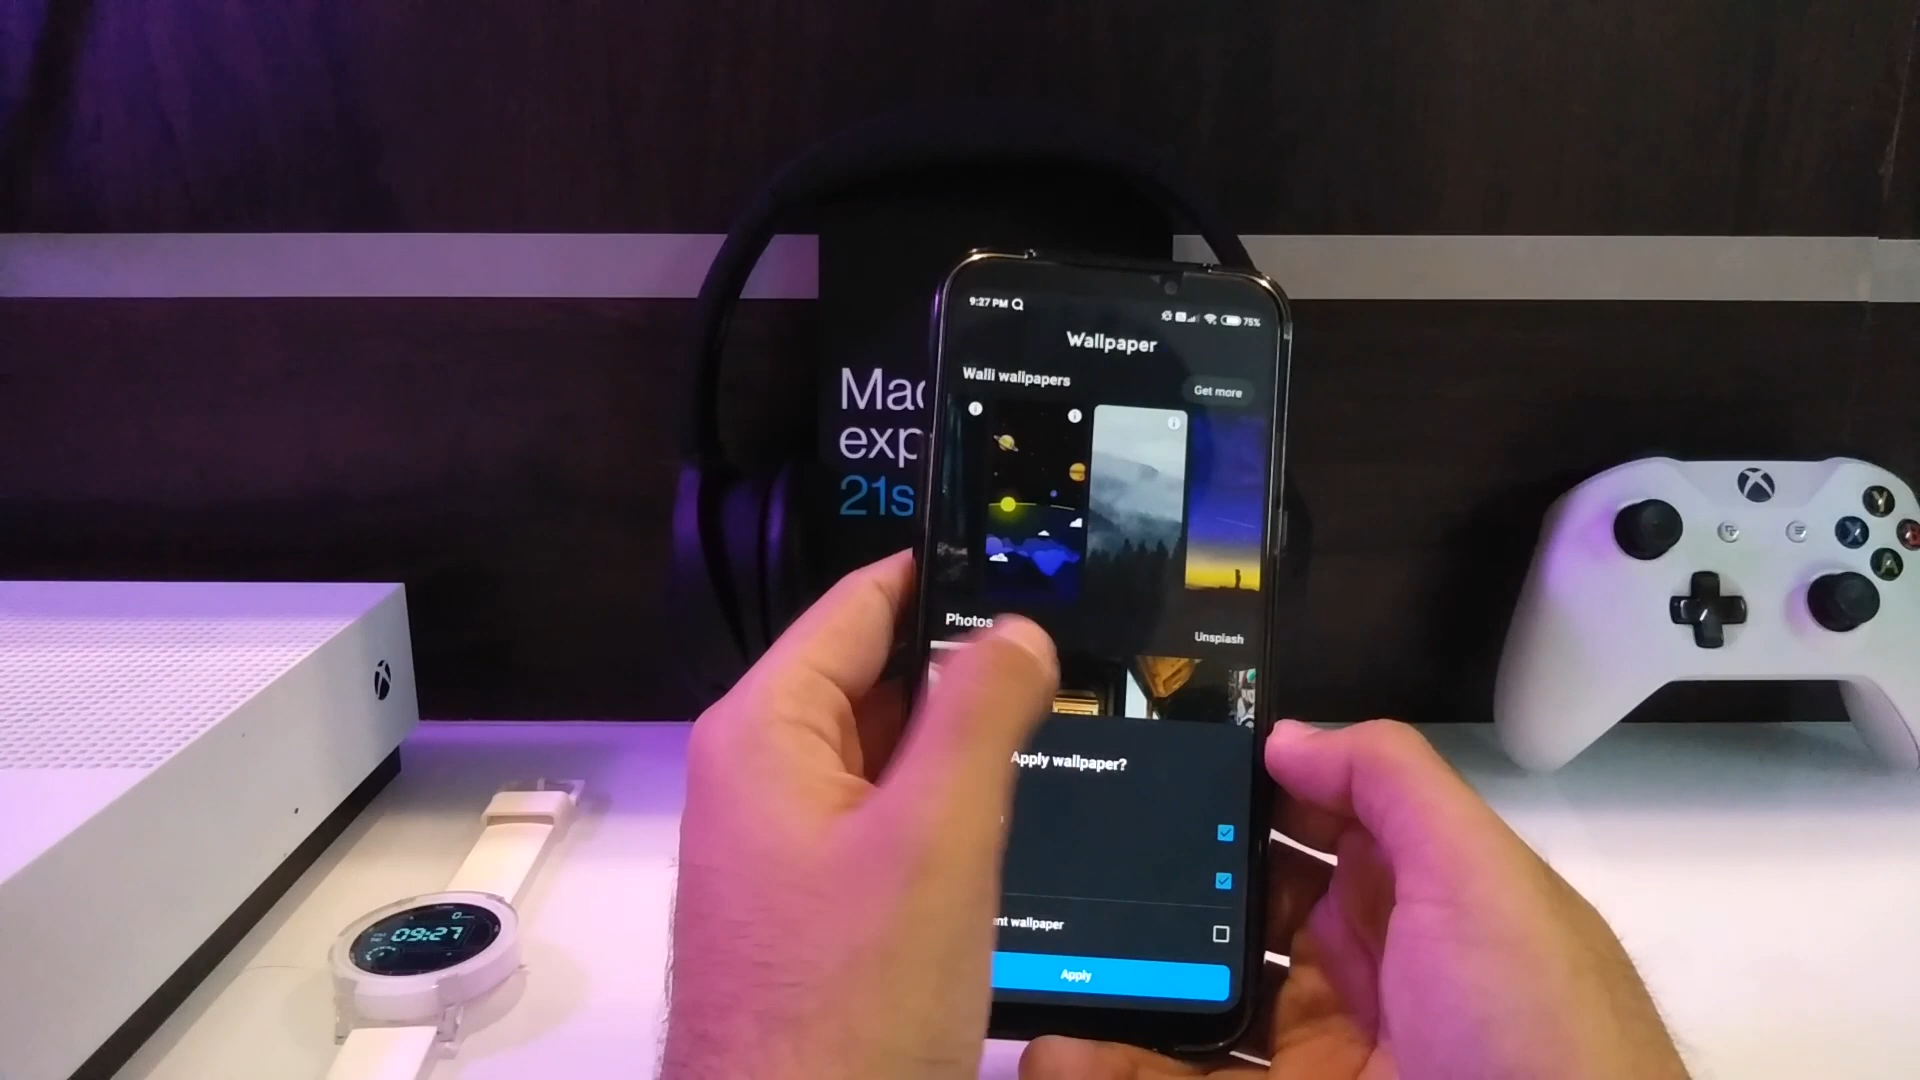 Mac
exp
21s
9:27 PM
75%
Wallpaper
Walli wallpapers
Get more
Photos
Unsplash
Apply wallpaper?
nt wallpaper
Apply
09:27
0
Y
X
B
A